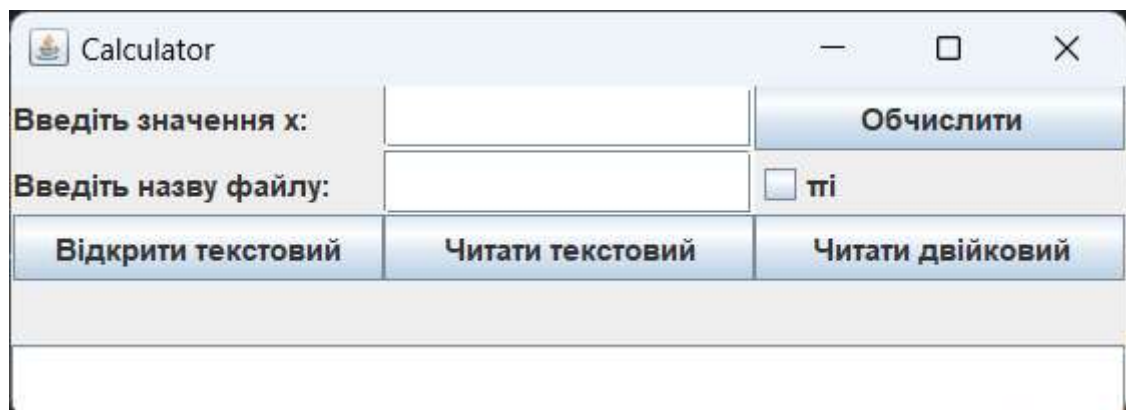 Calculator
Введіть значення x: Обчислити
Введіть назву файлу: πі
Відкрити текстовий Читати текстовий Читати двійковий